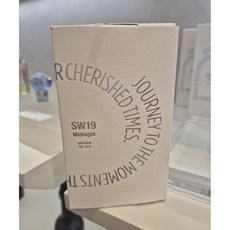 R CHERISHED TIMES,
JOURNEY TO THE MOMENTS T
SW19
Midnight